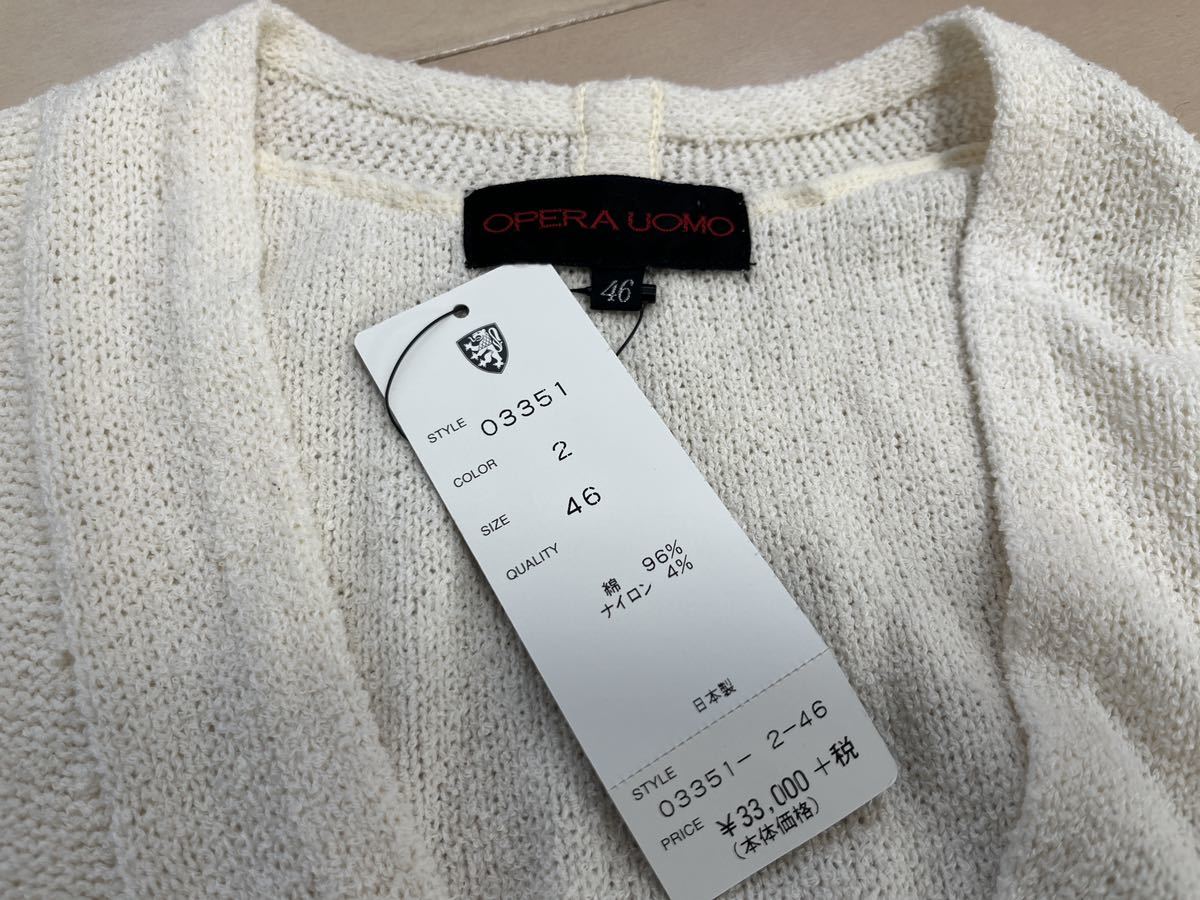 OPERA UOMO
46
STYLE 03351
COLOR 2
SIZE 46
QUALITY
綿 96%
ナイロン 4%
日本製
STYLE
03351- 2-46
PRICE ¥33,000+税
(本体価格)